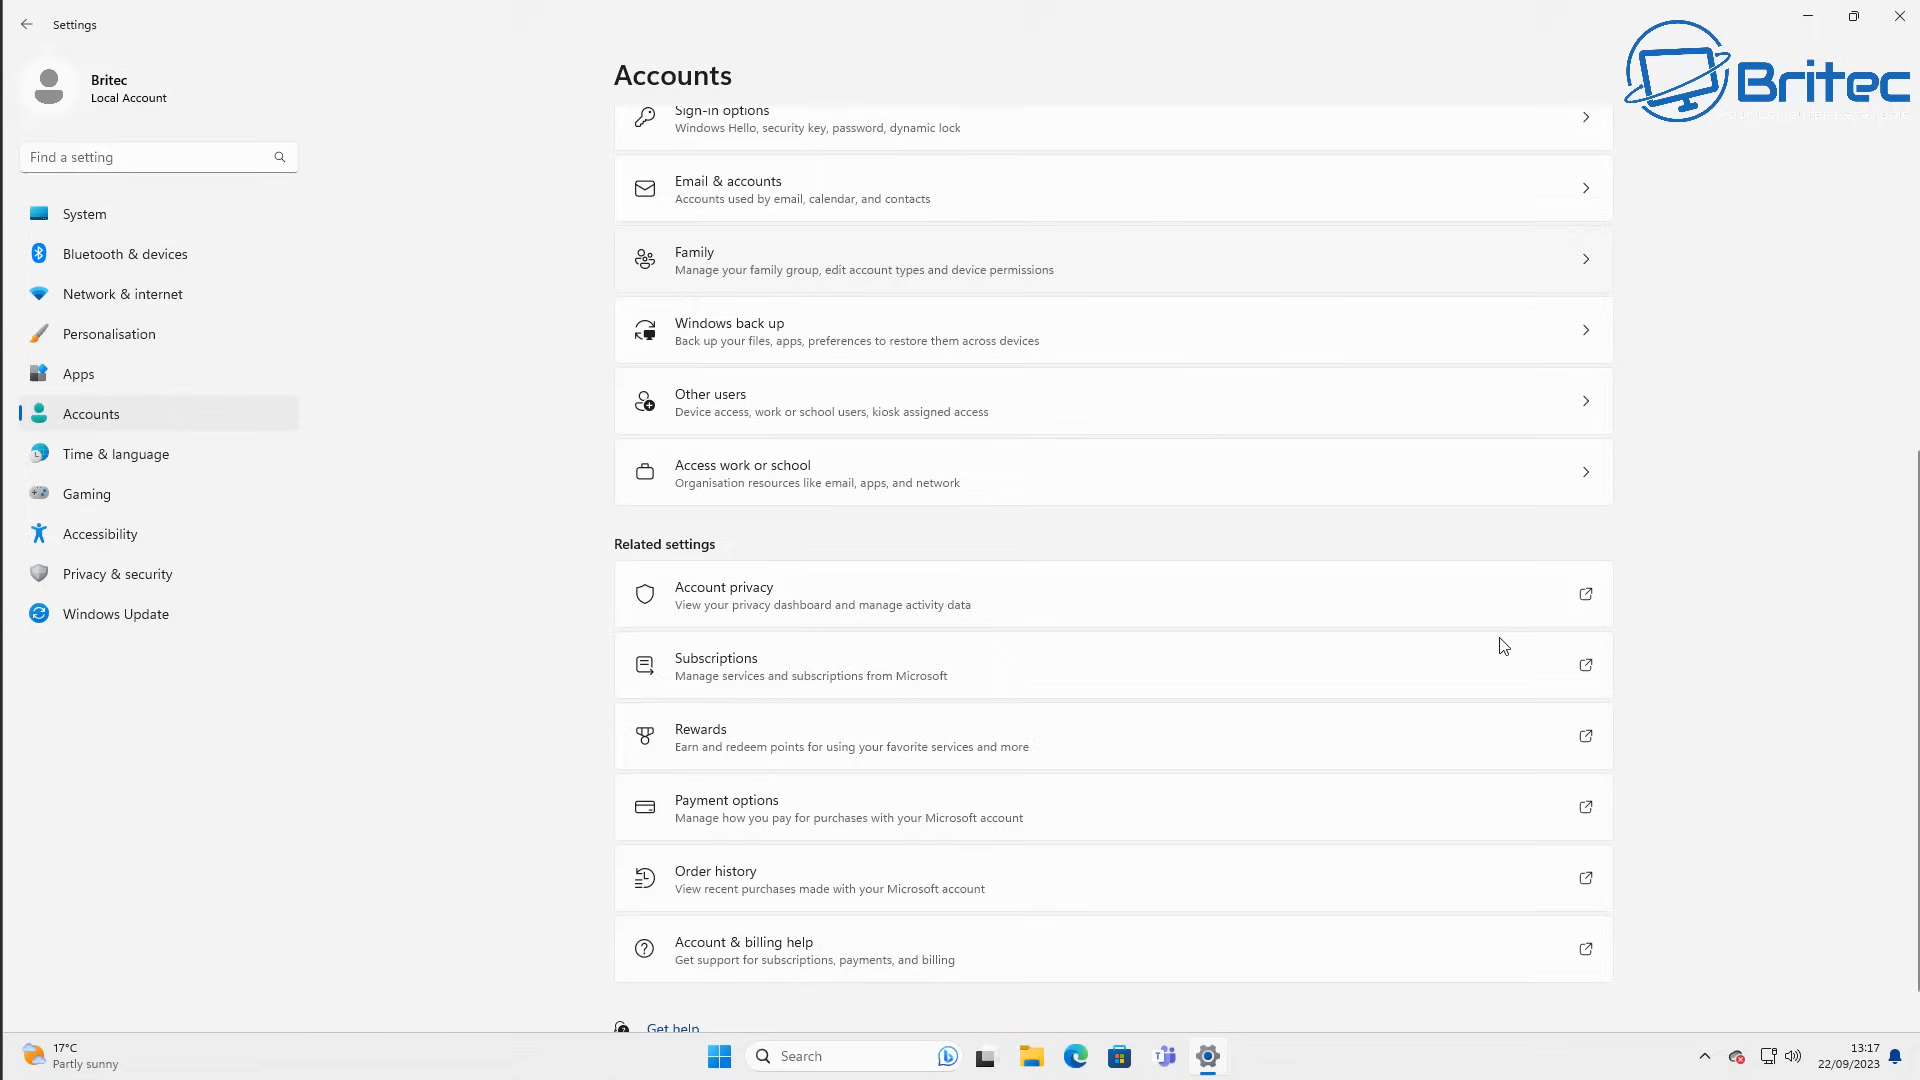 Settings
Britec
Local Account
Find a setting
System
Bluetooth & devices
Network & internet
Personalisation
Apps
Accounts
Time & language
Gaming
Accessibility
Privacy & security
Windows Update
Accounts
Sign-in options
Windows Hello, security key, password, dynamic lock
Email & accounts
Accounts used by email, calendar, and contacts
Family
Manage your family group, edit account types and device permissions
Windows back up
Back up your files, apps, preferences to restore them across devices
Other users
Device access, work or school users, kiosk assigned access
Access work or school
Organisation resources like email, apps, and network
Related settings
Account privacy
View your privacy dashboard and manage activity data
Subscriptions
Manage services and subscriptions from Microsoft
Rewards
Earn and redeem points for using your favorite services and more
Payment options
Manage how you pay for purchases with your Microsoft account
Order history
View recent purchases made with your Microsoft account
Account & billing help
Get support for subscriptions, payments, and billing
Get help
Britec
17°C
Partly sunny
Search
13:17
22/09/2023